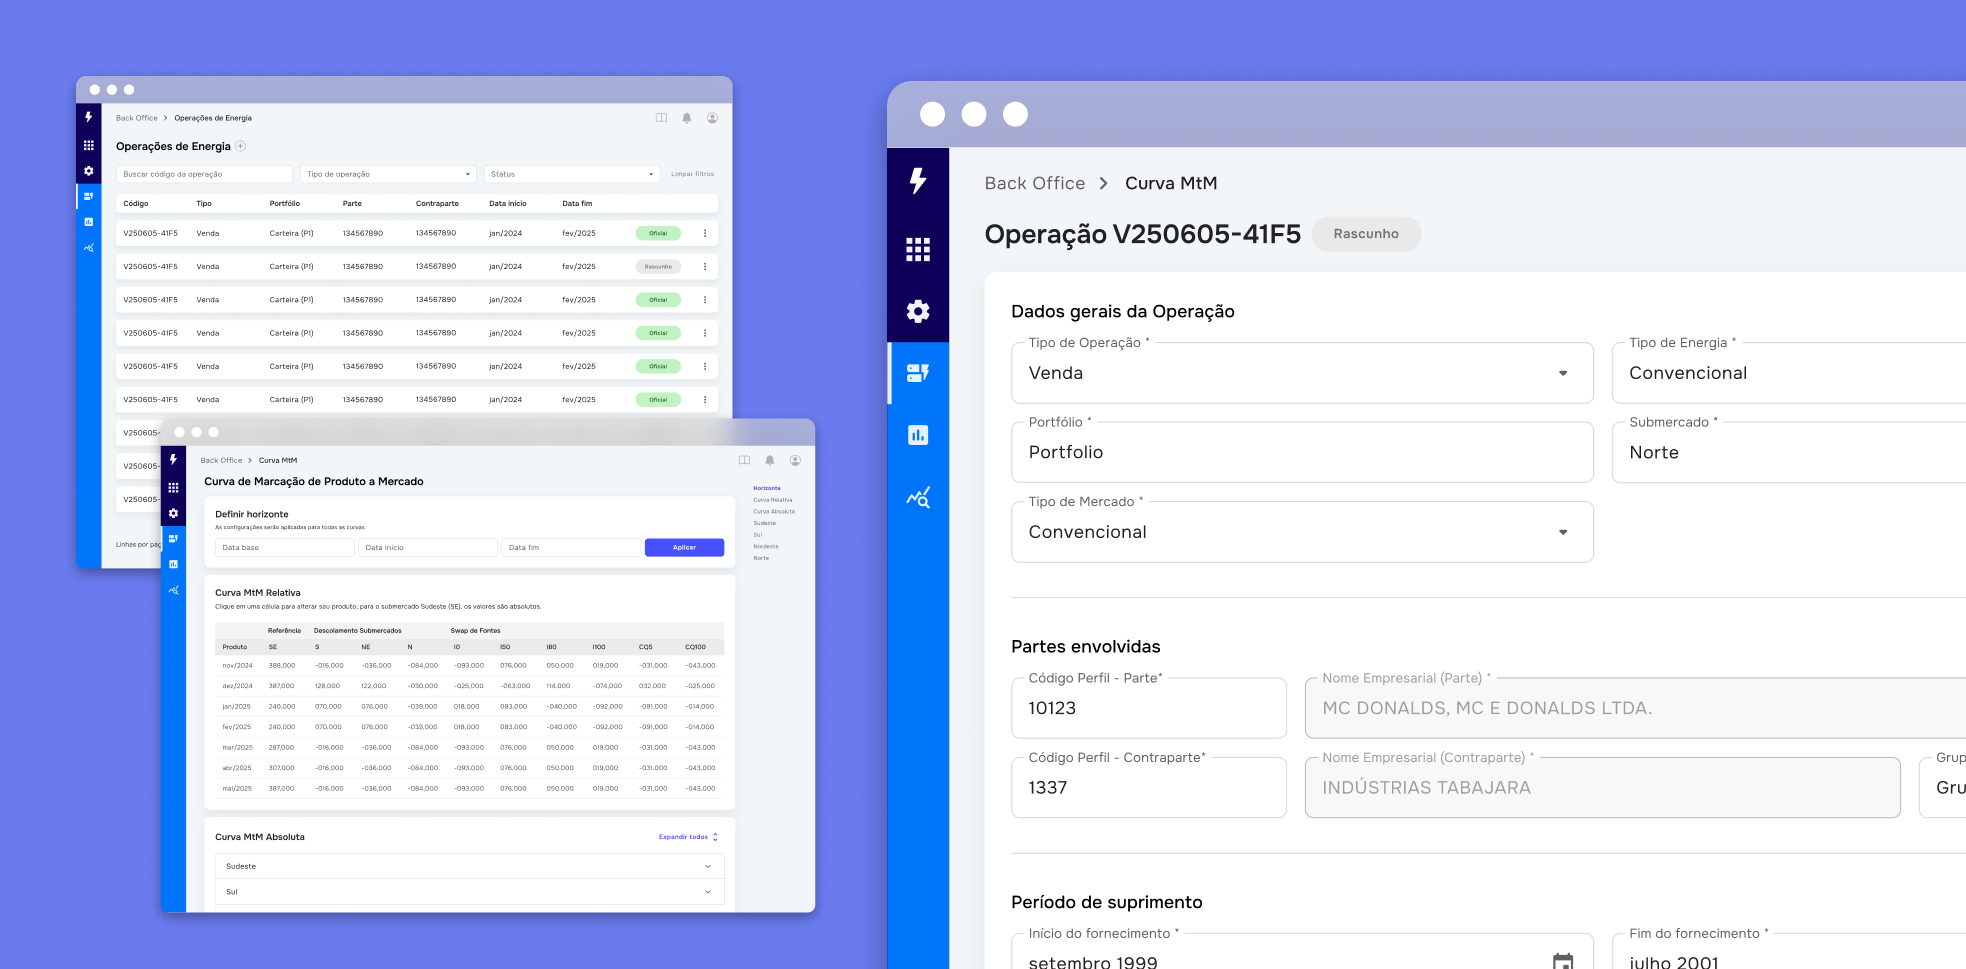 Back Office > Operações de Energia
Operações de Energia
Buscar código da operação Tipo de operação Status Limpar filtros
Código Tipo Portfólio Parte Contraparte Data início Data fim
V250605-41F5 Venda Carteira (P1) 134567890 134567890 jan/2024 fev/2025 Oficial
V250605-41F5 Venda Carteira (P1) 134567890 134567890 jan/2024 fev/2025 Rascunho
V250605-41F5 Venda Carteira (P1) 134567890 134567890 jan/2024 fev/2025 Oficial
V250605-41F5 Venda Carteira (P1) 134567890 134567890 jan/2024 fev/2025 Oficial
V250605-41F5 Venda Carteira (P1) 134567890 134567890 jan/2024 fev/2025 Oficial
V250605-41F5 Venda Carteira (P1) 134567890 134567890 jan/2024 fev/2025 Oficial
V250605-
V250605-
V250605-
Linhas por pág
Back Office > Curva MtM
Curva de Marcação de Produto a Mercado
Definir horizonte
As configurações serão aplicadas para todas as curvas.
Data base Data início Data fim Aplicar
Horizonte
Curva Relativa
Curva Absoluta
Sudeste
Sul
Nordeste
Norte
Curva MtM Relativa
Clique em uma célula para alterar seu produto; para o submercado Sudeste (SE), os valores são absolutos.
Referência Descolamento Submercados Swap de Fontes
Produto SE S NE N I0 I50 I80 I100 CQ5 CQ100
nov/2024 388,000 -016,000 -036,000 -084,000 -093,000 076,000 050,000 019,000 -031,000 -043,000
dez/2024 387,000 128,000 122,000 -030,000 -025,000 -063,000 114,000 -074,000 032,000 -025,000
jan/2025 240,000 070,000 076.000 -039,000 018,000 083,000 -040,000 -092,000 -091,000 -014,000
fev/2025 240,000 070,000 076.000 -039,000 018,000 083,000 -040,000 -092,000 -091,000 -014,000
mar/2025 287,000 -016,000 -036,000 -084,000 -093,000 076,000 050,000 019,000 -031,000 -043,000
abr/2025 307,000 -016,000 -036,000 -084,000 -093,000 076,000 050,000 019,000 -031,000 -043,000
mai/2025 387,000 -016,000 -036,000 -084,000 -093,000 076,000 050,000 019,000 -031,000 -043,000
Curva MtM Absoluta Expandir todos
Sudeste
Sul
Back Office > Curva MtM
Operação V250605-41F5 Rascunho
Dados gerais da Operação
Tipo de Operação * Tipo de Energia *
Venda Convencional
Portfólio * Submercado *
Portfolio Norte
Tipo de Mercado *
Convencional
Partes envolvidas
Código Perfil - Parte* Nome Empresarial (Parte) *
10123 MC DONALDS, MC E DONALDS LTDA.
Código Perfil - Contraparte* Nome Empresarial (Contraparte) * Grup
1337 INDÚSTRIAS TABAJARA Gru
Período de suprimento
Início do fornecimento * Fim do fornecimento *
setembro 1999 julho 2001